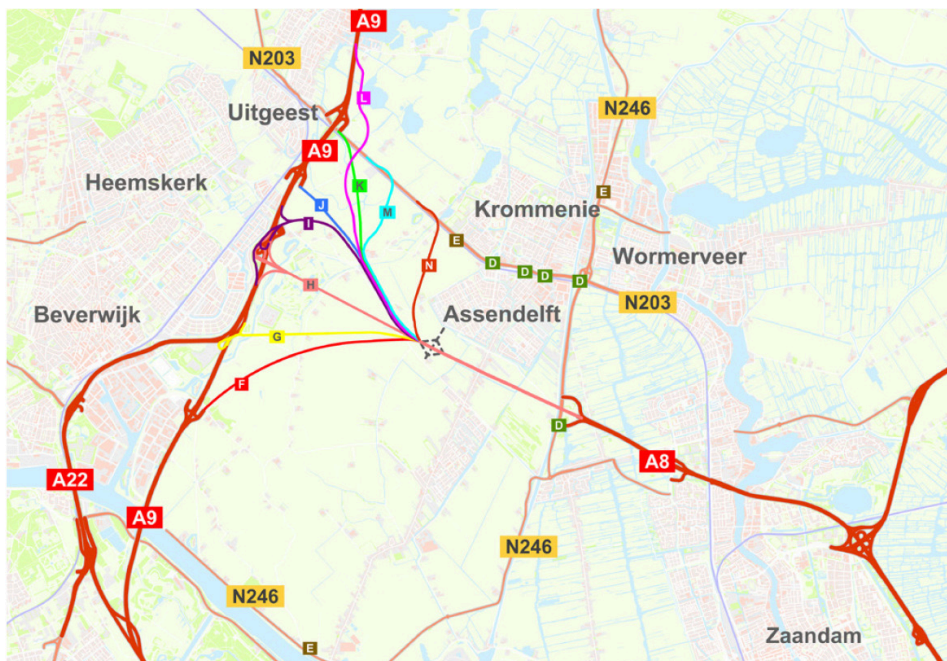 A9
N203
L
Uitgeest
N246
A9
Heemskerk
K
E
J
Krommenie
M
I
E
Wormerveer
N
D
D
D
D
H
N203
Beverwijk
Assendelft
G
F
D
A8
A22
A9
N246
N246
E
Zaandam